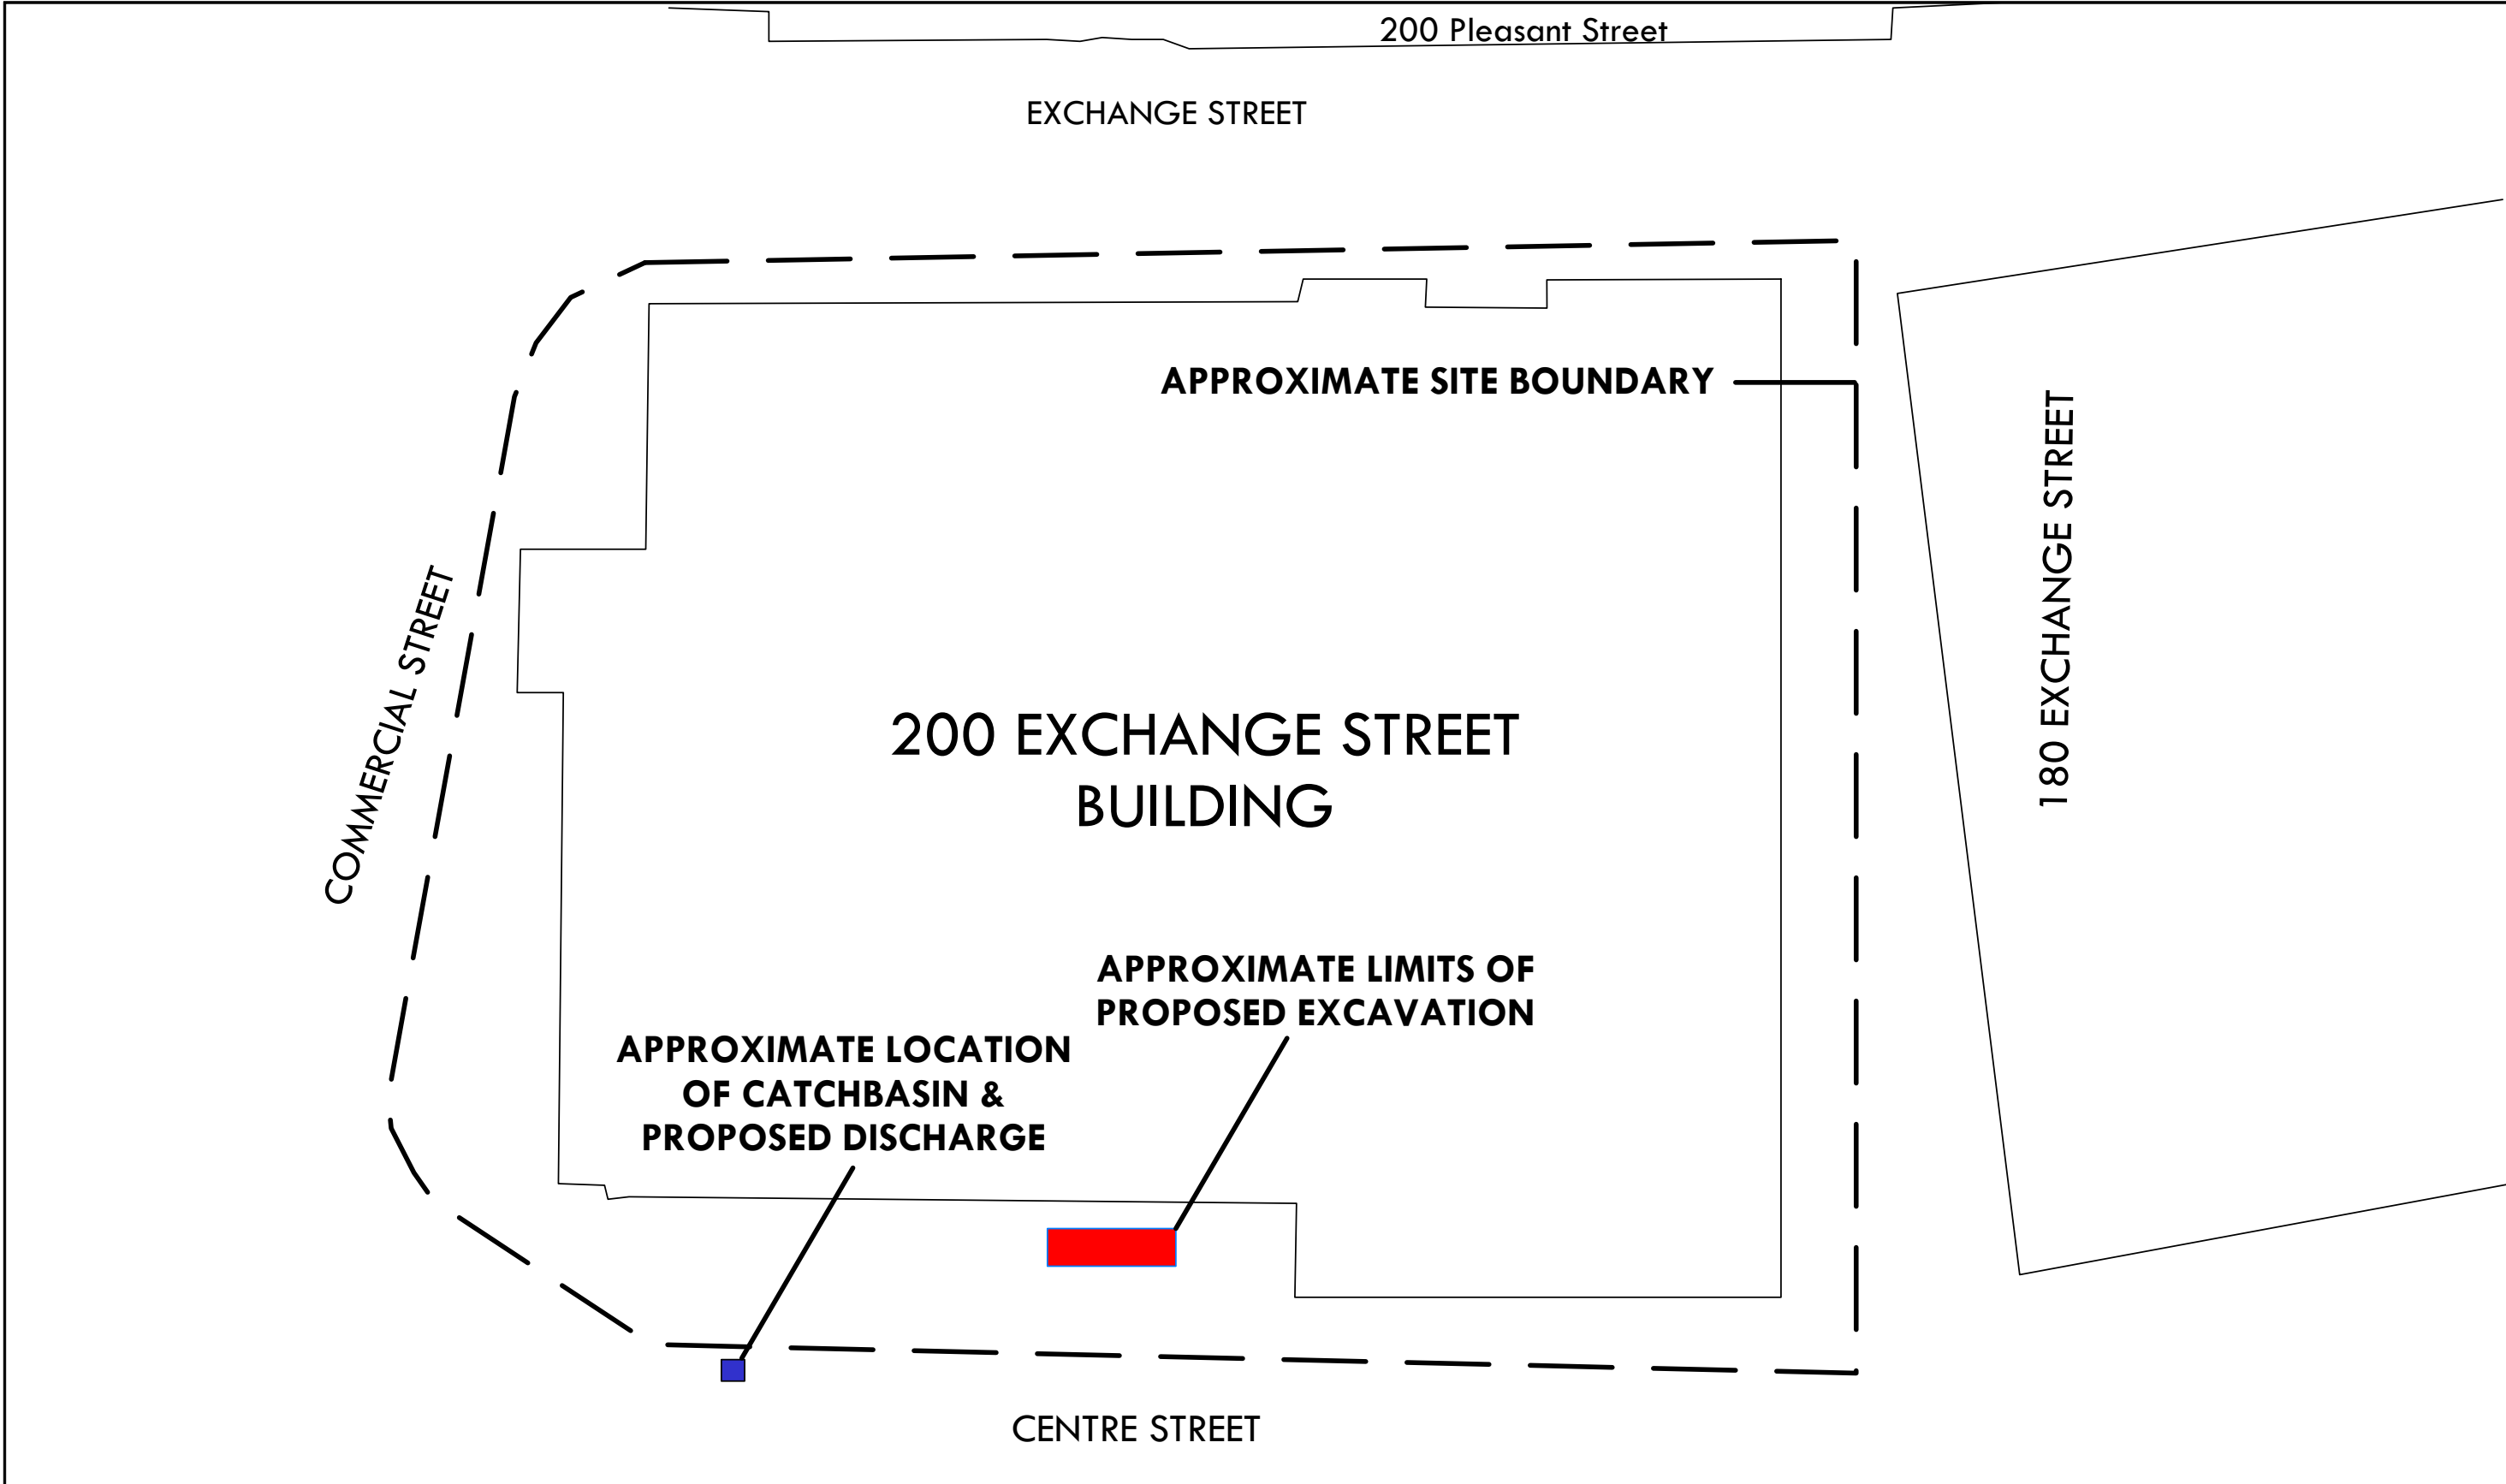 200 Pleasant Street
EXCHANGE STREET
APPROXIMATE SITE BOUNDARY
180 EXCHANGE STREET
COMMERCIAL STREET
200 EXCHANGE STREET
BUILDING
APPROXIMATE LIMITS OF
PROPOSED EXCAVATION
APPROXIMATE LOCATION
OF CATCHBASIN &
PROPOSED DISCHARGE
CENTRE STREET